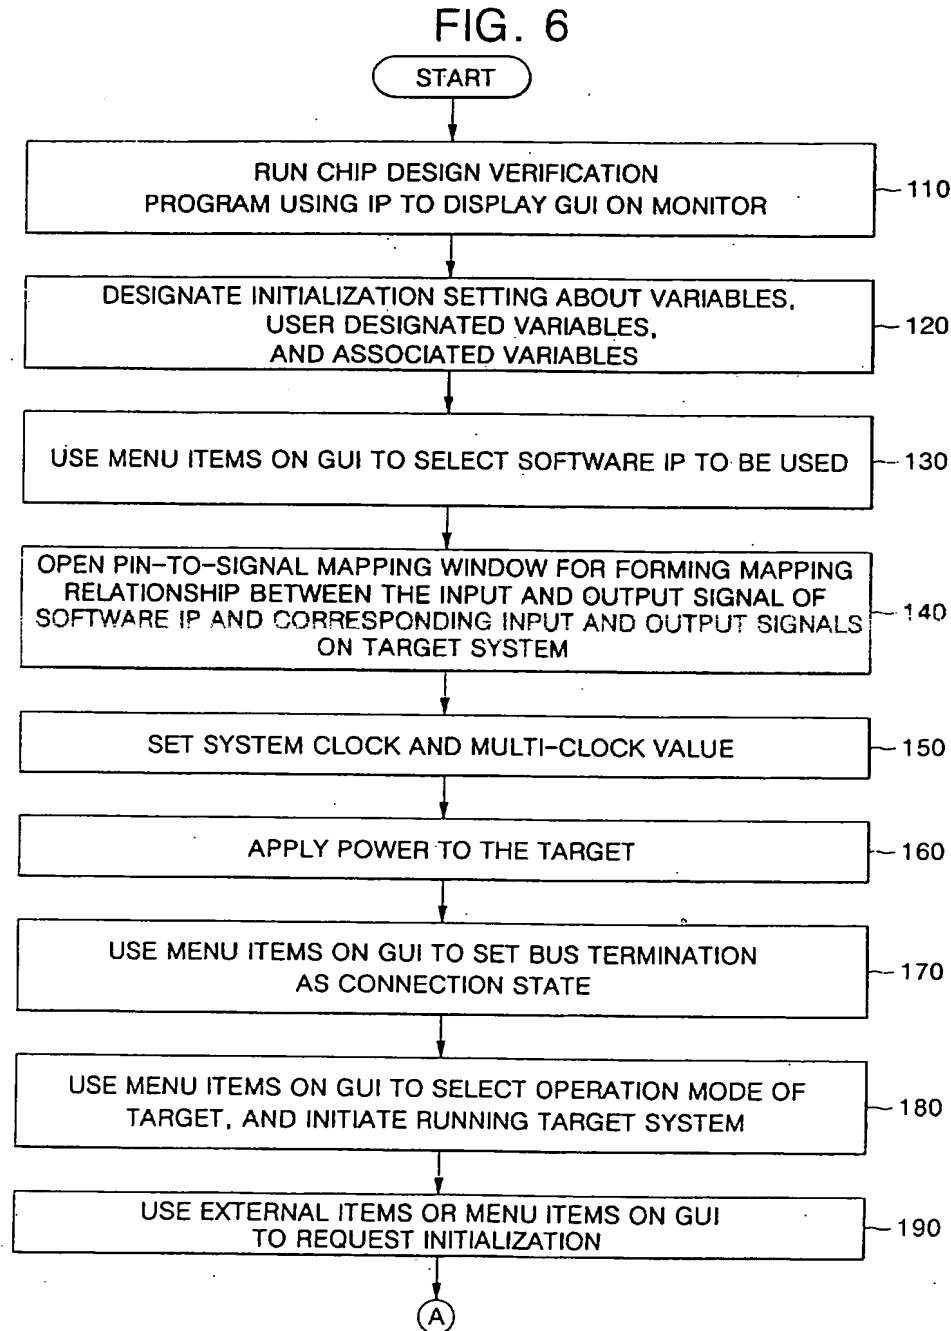 FIG. 6
START
RUN CHIP DESIGN VERIFICATION
PROGRAM USING IP TO DISPLAY GUI ON MONITOR
110
DESIGNATE INITIALIZATION SETTING ABOUT VARIABLES,
USER DESIGNATED VARIABLES,
AND ASSOCIATED VARIABLES
120
USE MENU ITEMS ON GUI TO SELECT SOFTWARE IP TO BE USED
130
OPEN PIN-TO-SIGNAL MAPPING WINDOW FOR FORMING MAPPING
RELATIONSHIP BETWEEN THE INPUT AND OUTPUT SIGNAL OF
SOFTWARE IP AND CORRESPONDING INPUT AND OUTPUT SIGNALS
ON TARGET SYSTEM
140
SET SYSTEM CLOCK AND MULTI-CLOCK VALUE
150
APPLY POWER TO THE TARGET
160
USE MENU ITEMS ON GUI TO SET BUS TERMINATION
AS CONNECTION STATE
170
USE MENU ITEMS ON GUI TO SELECT OPERATION MODE OF
TARGET, AND INITIATE RUNNING TARGET SYSTEM
180
USE EXTERNAL ITEMS OR MENU ITEMS ON GUI
TO REQUEST INITIALIZATION
190
A